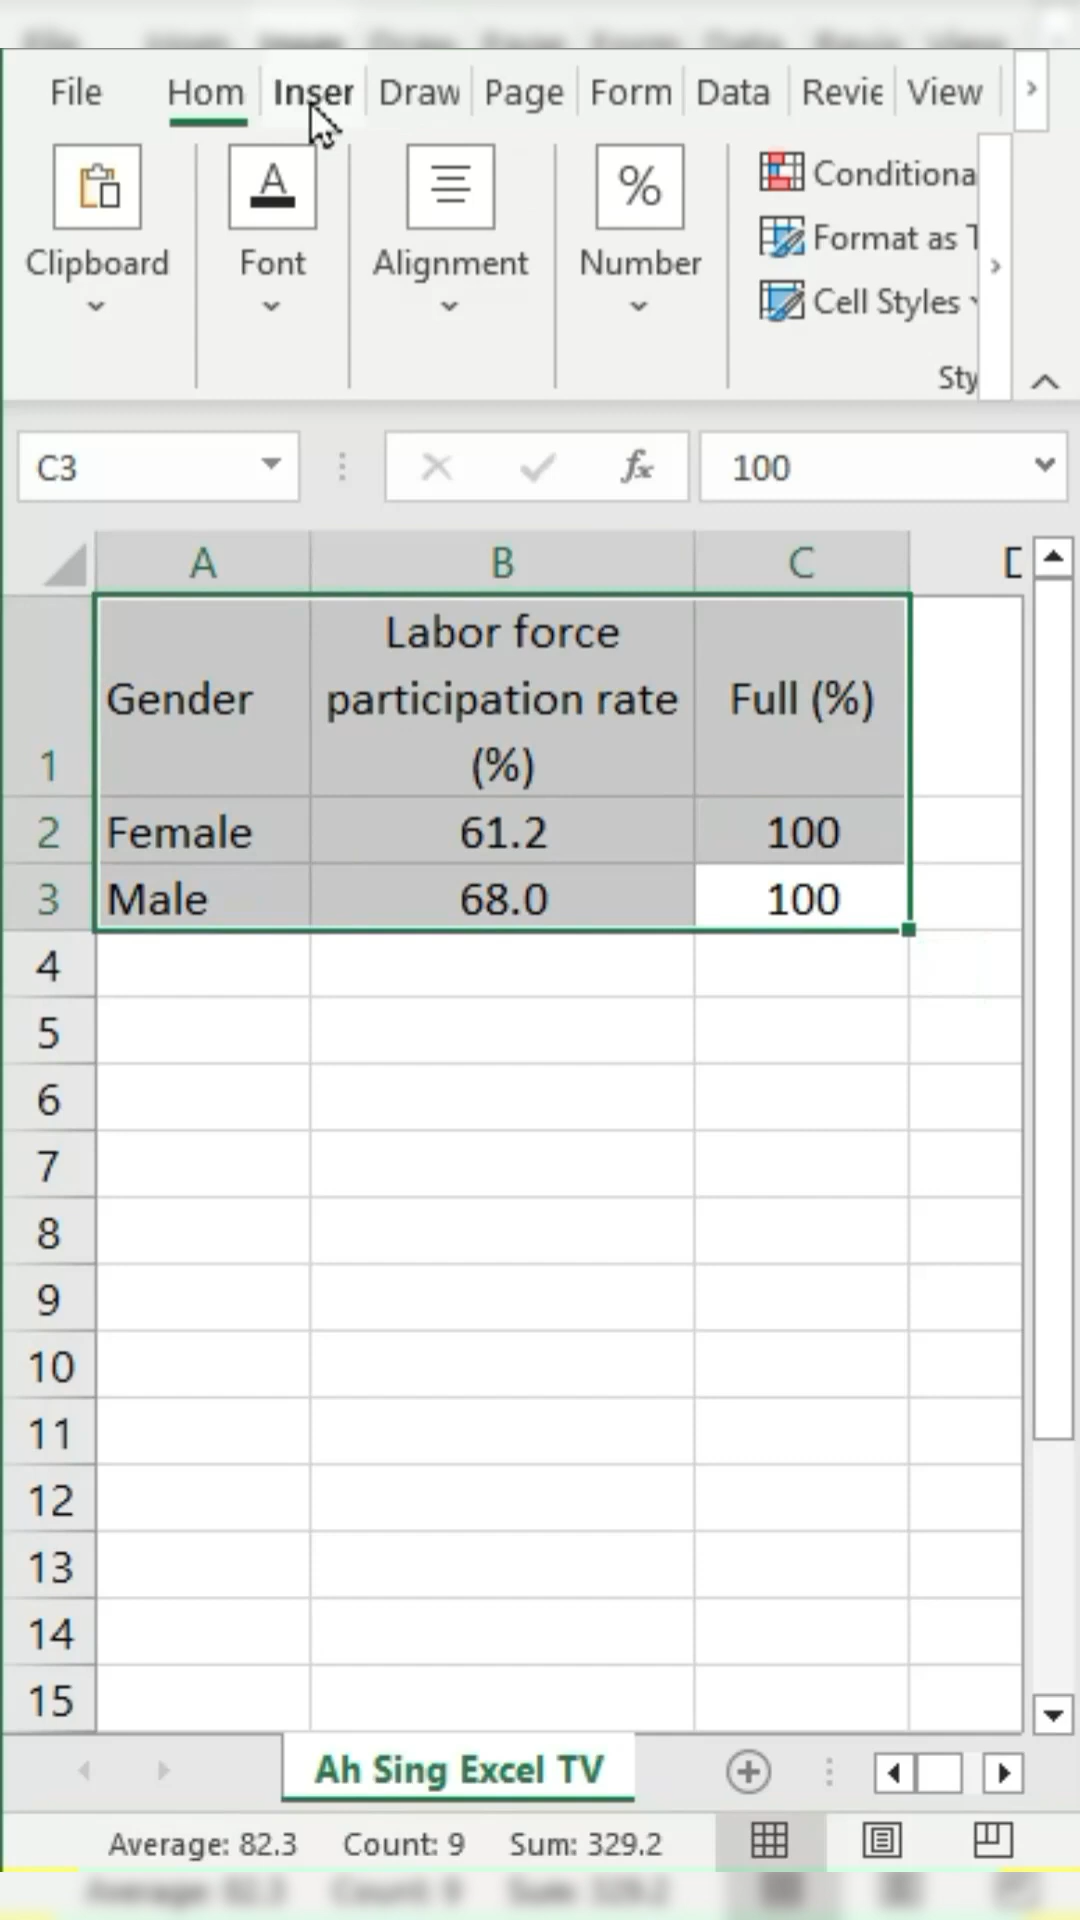 File Hom Inser Draw Page Form Data Revie View
Clipboard Font Alignment Number
Conditiona
Format as T
Cell Styles
Sty
C3 fx 100
A B C D
1 Gender Labor force participation rate (%) Full (%)
2 Female 61.2 100
3 Male 68.0 100
4
5
6
7
8
9
10
11
12
13
14
15
Ah Sing Excel TV
Average: 82.3 Count: 9 Sum: 329.2